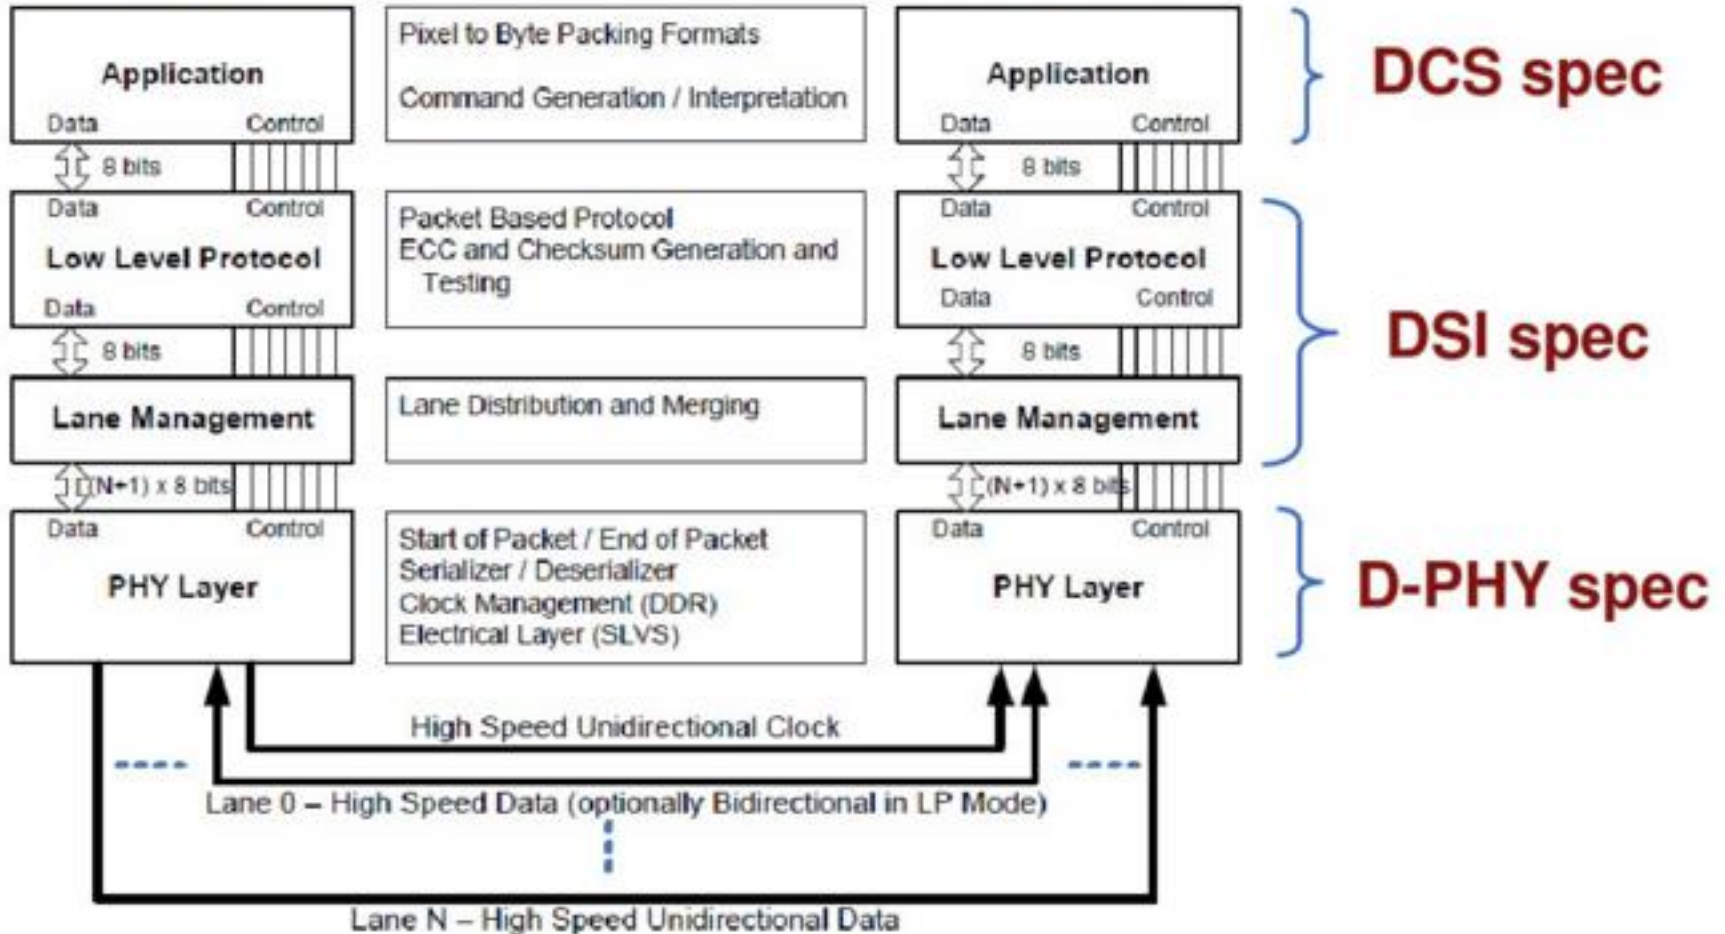 Application
Data Control
Pixel to Byte Packing Formats
Command Generation / Interpretation
Application
Data Control
DCS spec
8 bits
8 bits
Data Control
Low Level Protocol
Data Control
Packet Based Protocol
ECC and Checksum Generation and
Testing
Data Control
Low Level Protocol
Data Control
DSI spec
8 bits
8 bits
Lane Management
Lane Distribution and Merging
Lane Management
(N+1) x 8 bits
(N+1) x 8 bits
Data Control
PHY Layer
Start of Packet / End of Packet
Serializer / Deserializer
Clock Management (DDR)
Electrical Layer (SLVS)
Data Control
PHY Layer
D-PHY spec
High Speed Unidirectional Clock
Lane 0 – High Speed Data (optionally Bidirectional in LP Mode)
Lane N – High Speed Unidirectional Data